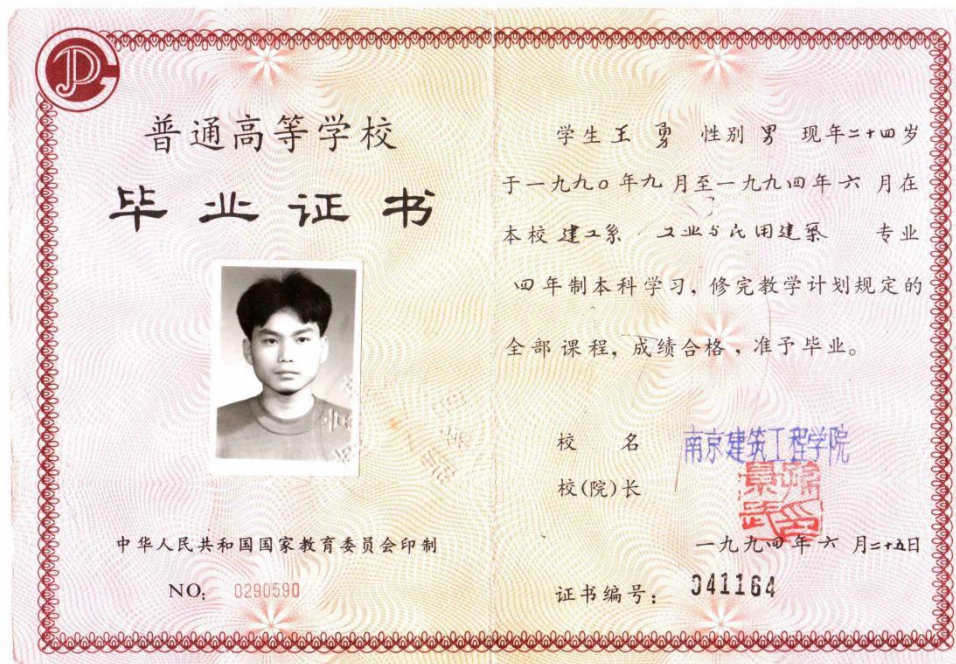 普通高等学校
毕业证书
中华人民共和国国家教育委员会印制
NO: 0290590
学生王勇 性别 男 现年二十四岁
于一九九〇年九月至一九九四年六月在
本校建工系 工业与民用建筑 专业
四年制本科学习,修完教学计划规定的
全部课程,成绩合格,准予毕业。
校 名 南京建筑工程学院
校(院)长
一九九四年六月二十五日
证书编号: 941164